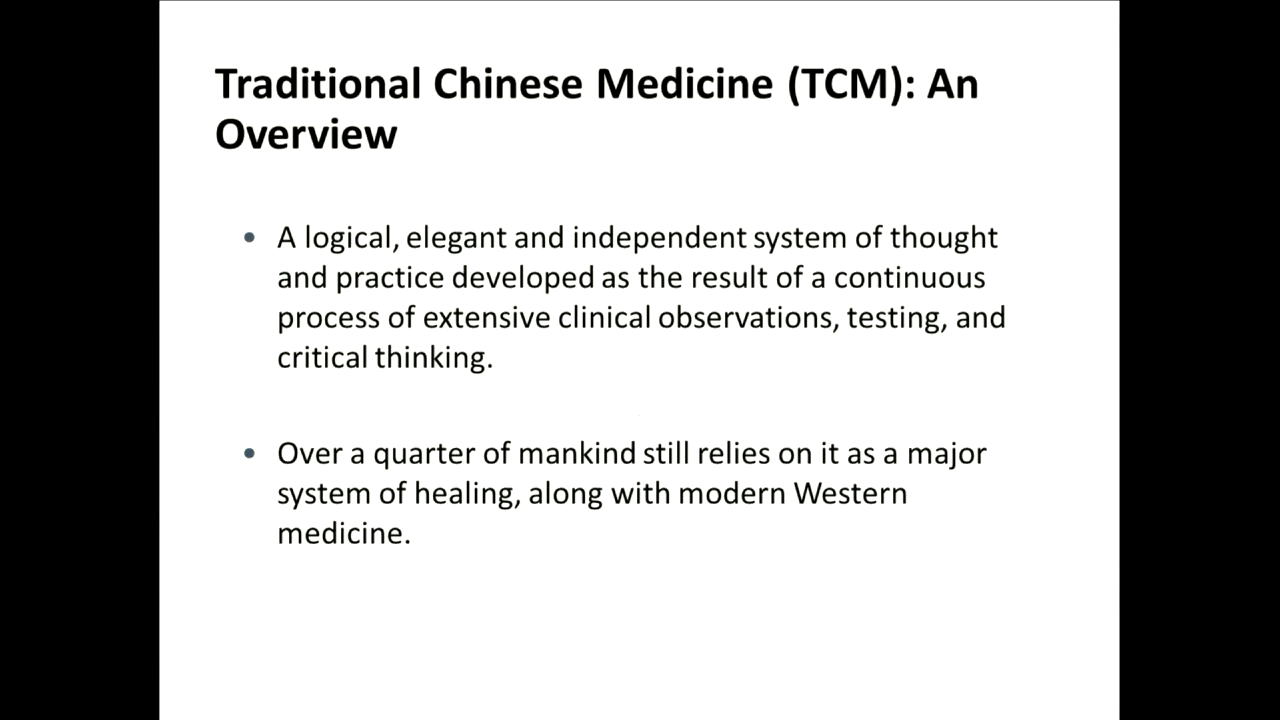 Traditional Chinese Medicine (TCM): An
Overview
• A logical, elegant and independent system of thought
and practice developed as the result of a continuous
process of extensive clinical observations, testing, and
critical thinking.
• Over a quarter of mankind still relies on it as a major
system of healing, along with modern Western
medicine.